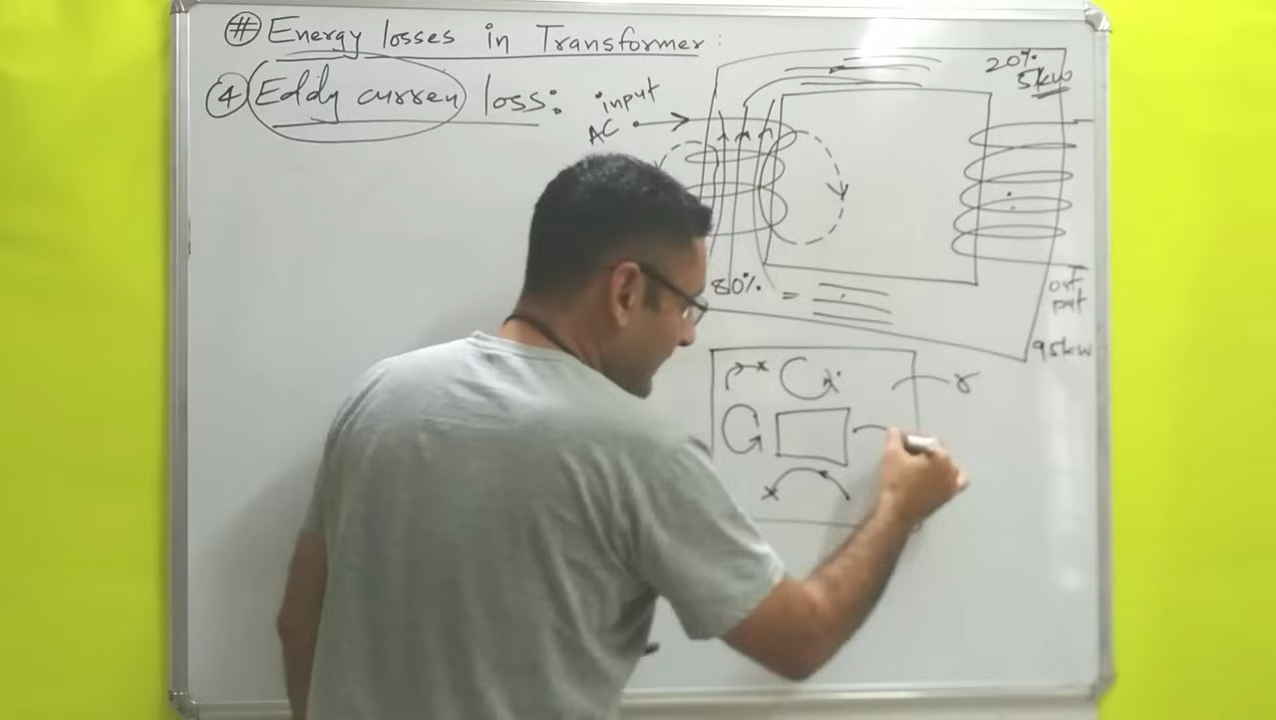 # Energy losses in Transformer:
4 Eddy curren loss:
input
AC
20%
5kw
80%
out
put
95kw
r